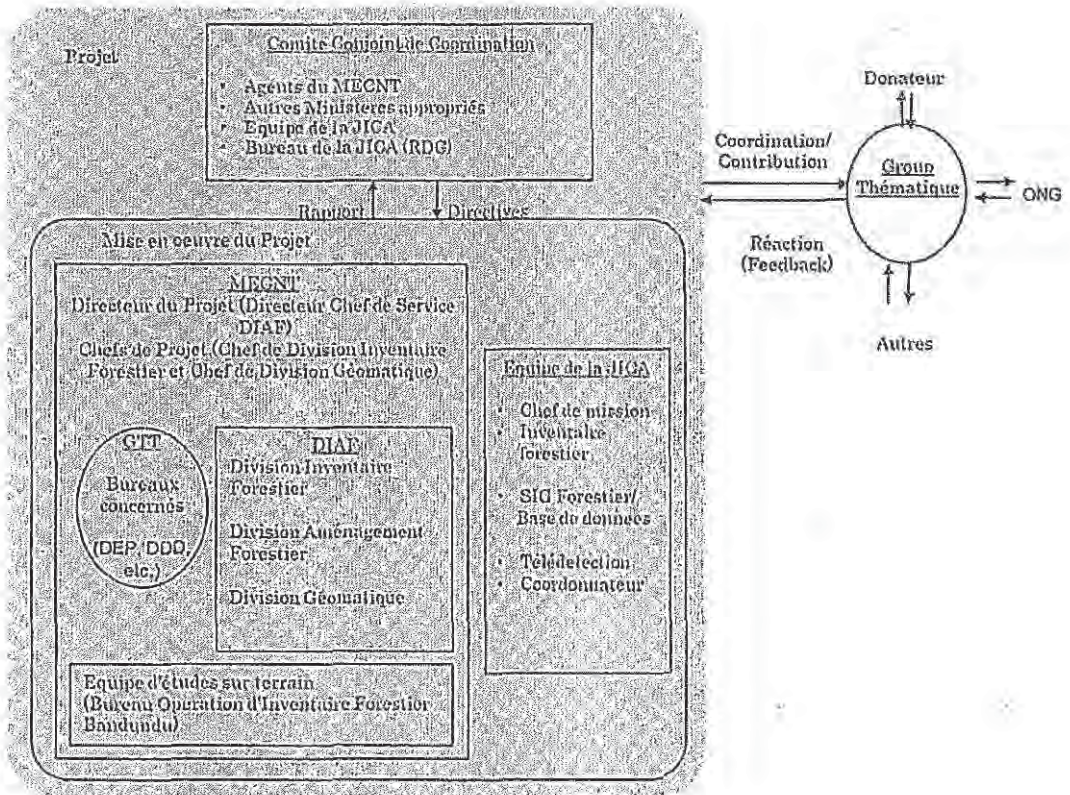 Projet
Comite Conjoint de Coordination
• Agents du MECNT
• Autres Ministeres appropriés
• Equipe de la JICA
• Bureau de la JICA (RDC)
Rapport
Directives
Mise en oeuvre du Projet
MECNT
Directeur du Projet (Directeur Chef de Service
DIAF)
Chefs de Projet (Chef de Division Inventaire
Forestier et Chef de Division Géomatique)
GTT
Bureaux
concernés
(DEP, DDD,
etc,)
DIAF
Division Inventaire
Forestier
Division Aménagement
Forestier
Division Géomatique
Equipe d'études sur terrain
(Bureau Operation d'Inventaire Forestier
Bandundu)
Equipe de la JICA
• Chef de mission
• Inventaire
forestier
• SIG Forestier/
Base de données
• Télédetection
• Coordonnateur
Coordination/
Contribution
Réaction
(Feedback)
Donateur
Group
Thématique
ONG
Autres